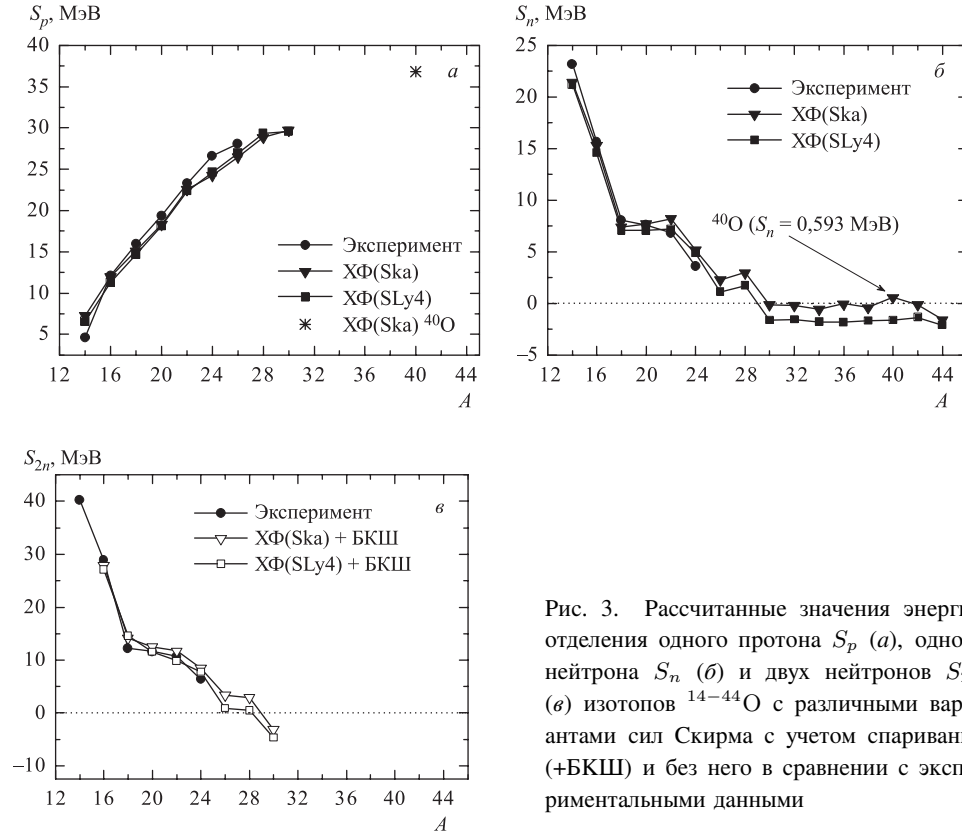 S_p, МэВ
40
35
30
25
20
15
10
5
12 16 20 24 28 32 36 40 44
A
а
Эксперимент
ХФ(Ska)
ХФ(SLy4)
ХФ(Ska) ⁴⁰O
S_n, МэВ
25
20
15
10
5
0
–5
12 16 20 24 28 32 36 40 44
A
б
Эксперимент
ХФ(Ska)
ХФ(SLy4)
⁴⁰O (S_n = 0,593 МэВ)
S_{2n}, МэВ
40
30
20
10
0
–10
12 16 20 24 28 32 36 40 44
A
в
Эксперимент
ХФ(Ska) + БКШ
ХФ(SLy4) + БКШ
Рис. 3. Рассчитанные значения энерги
отделения одного протона S_p (а), одно
нейтрона S_n (б) и двух нейтронов S
(в) изотопов ¹⁴⁻⁴⁴O с различными вар
антами сил Скирма с учетом спариван
(+БКШ) и без него в сравнении с эксп
риментальными данными